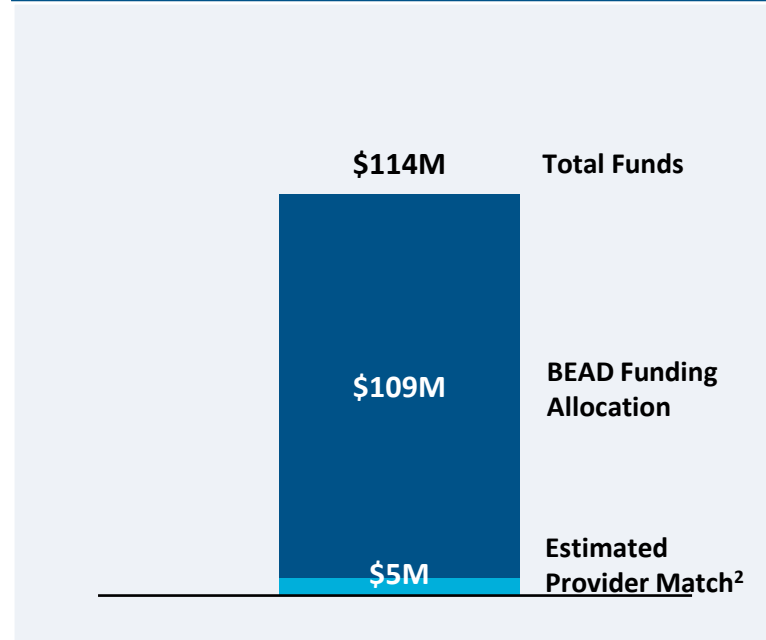 $114M Total Funds
$109M
BEAD Funding
Allocation
$5M
Estimated
Provider Match²